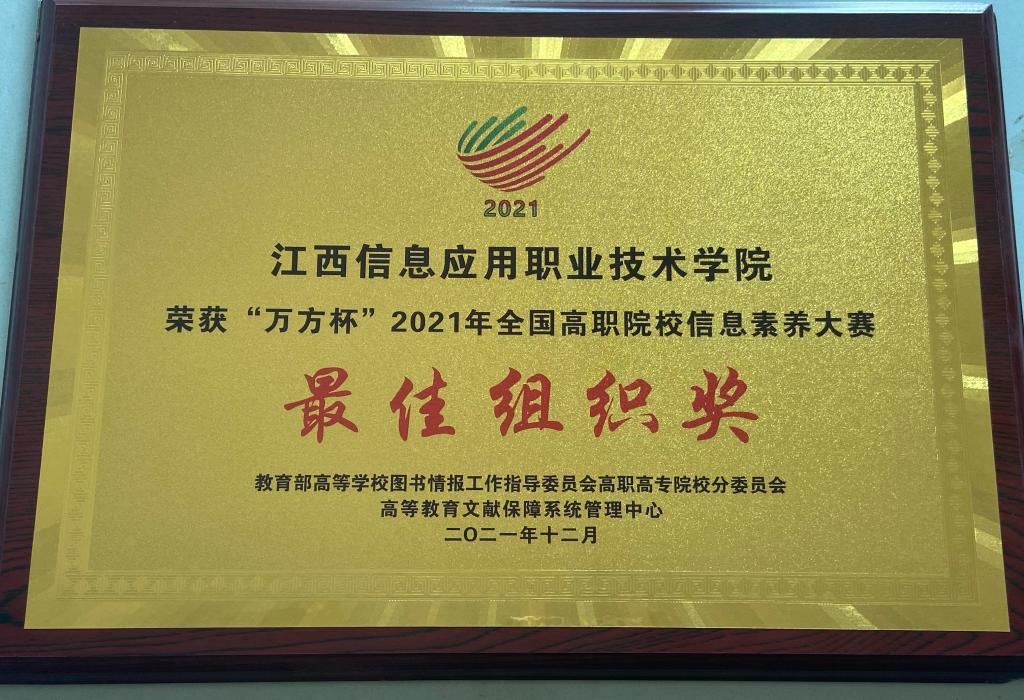 2021
江西信息应用职业技术学院
荣获“万方杯”2021年全国高职院校信息素养大赛
最佳组织奖
教育部高等学校图书情报工作指导委员会高职高专院校分委员会
高等教育文献保障系统管理中心
二〇二一年十二月